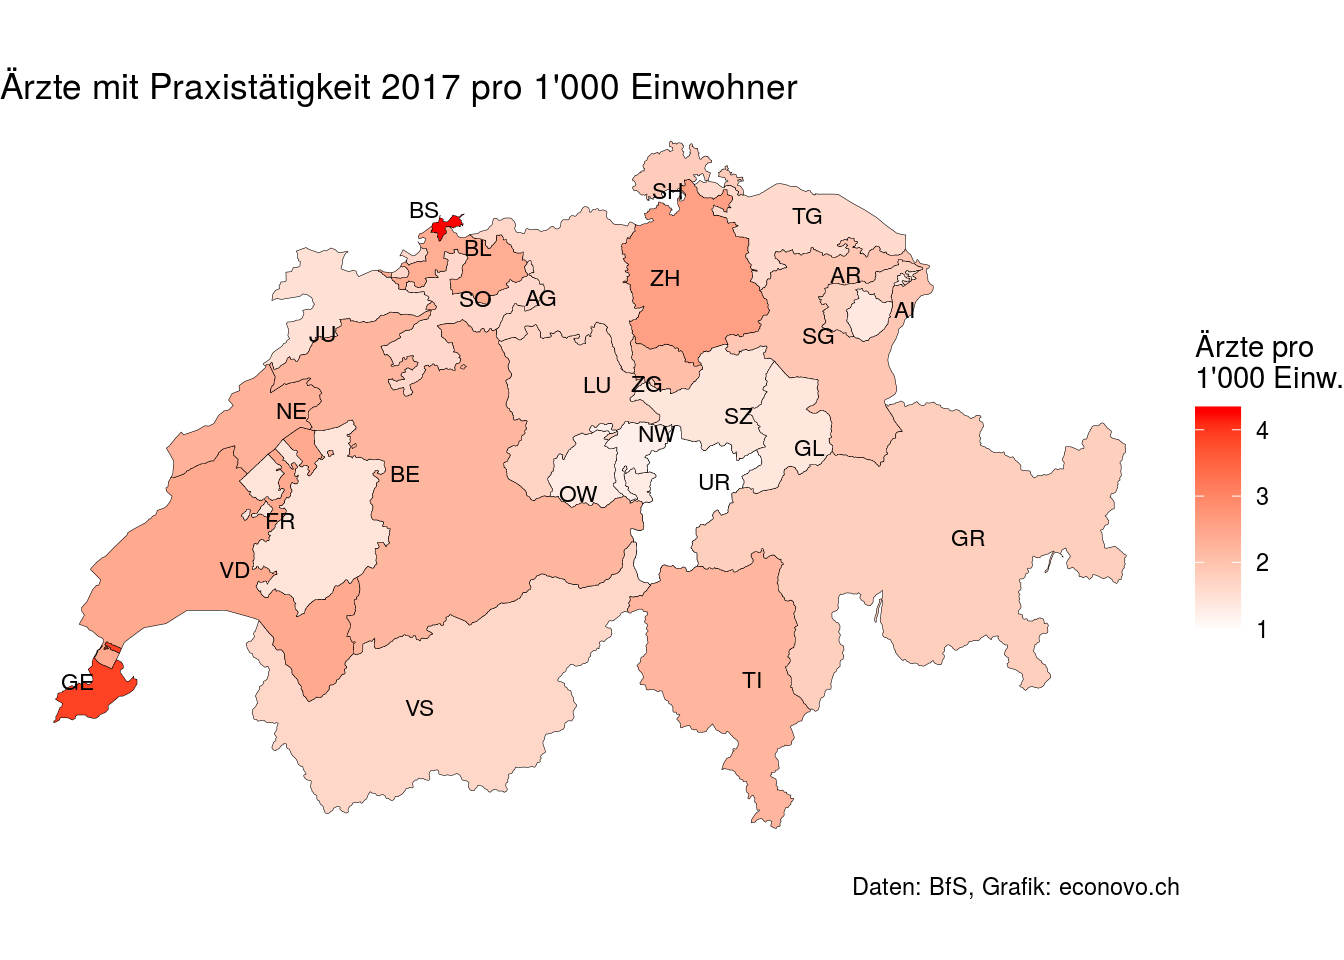 Ärzte mit Praxistätigkeit 2017 pro 1'000 Einwohner
SH
BS
TG
BL
ZH
AR
SO
AG
AI
JU
SG
Ärzte pro
1'000 Einw.
LU
ZG
NE
SZ
4
NW
GL
BE
UR
OW
3
FR
GR
VD
2
1
GE
TI
VS
Daten: BfS, Grafik: econovo.ch